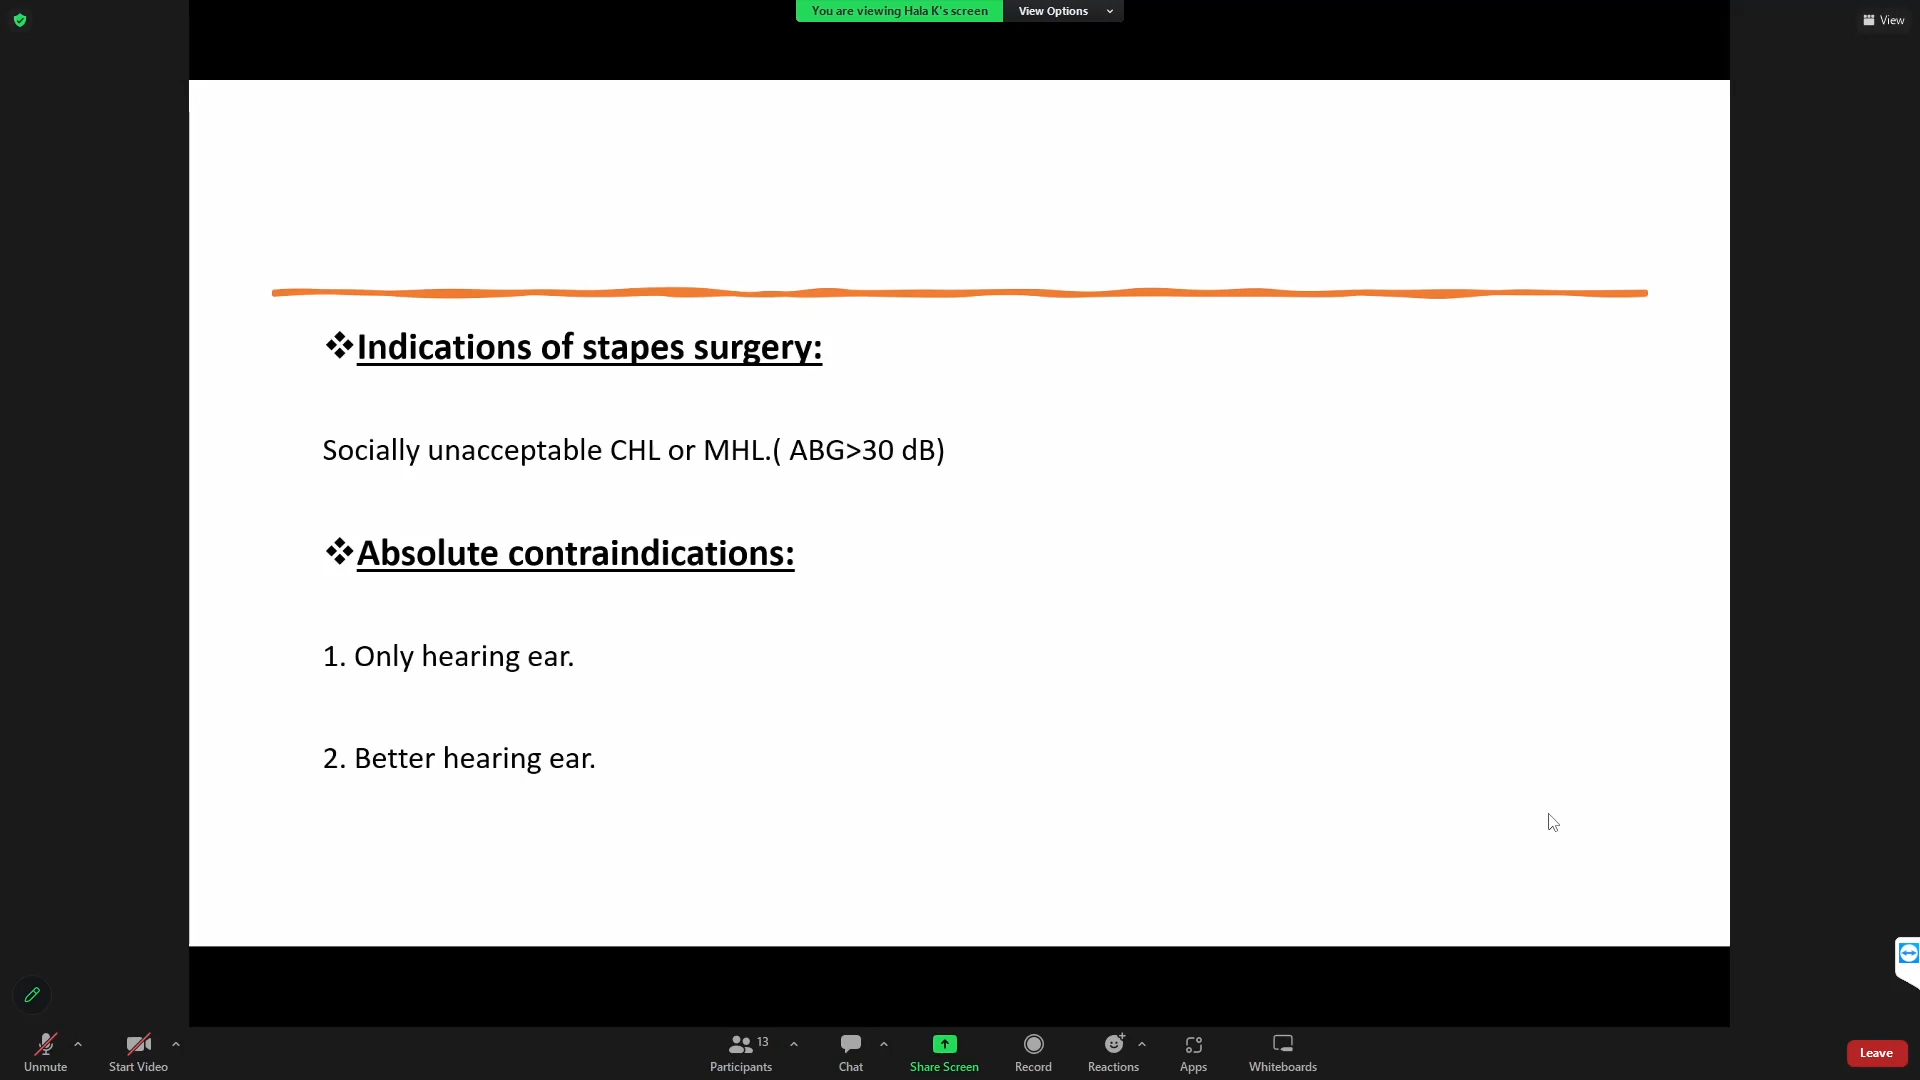 You are viewing Hala K's screen
View Options
View
❖Indications of stapes surgery:
Socially unacceptable CHL or MHL.( ABG>30 dB)
❖Absolute contraindications:
1. Only hearing ear.
2. Better hearing ear.
Unmute
Start Video
13
Participants
Chat
Share Screen
Record
Reactions
Apps
Whiteboards
Leave